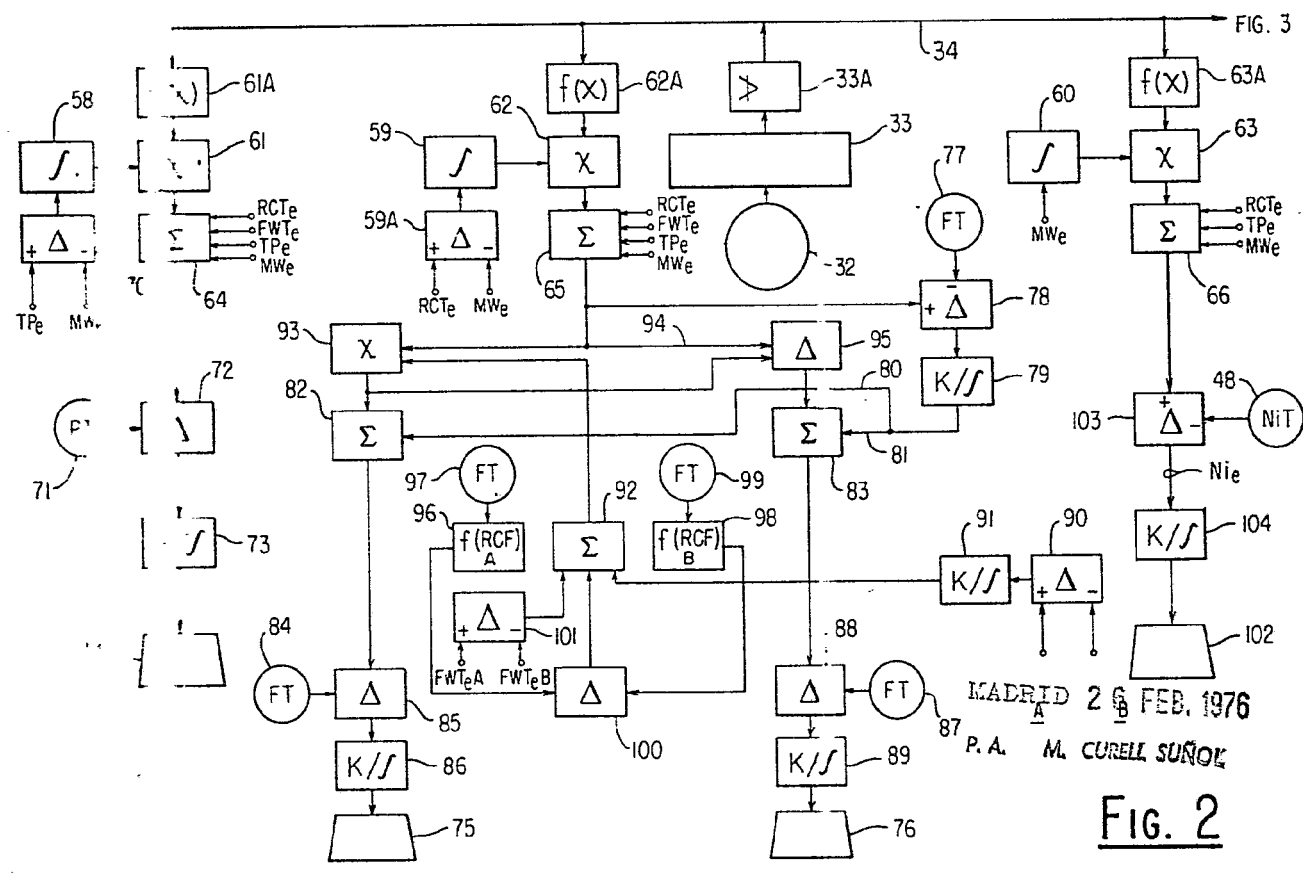 FIG. 3
34
61A
f(X)
62A
33A
f(X)
63A
58
62
33
60
61
59
∫
X
∫
X
63
∫
77
FT
RCTe
FWTe
TPe
MWe
59A
+ Δ -
Σ
RCTe
FWTe
TPe
MWe
MWe
RCTe
TPe
MWe
+ Δ -
Σ
64
65
32
Σ
66
TPe
RCTe
MWe
+ Δ -
78
93
X
94
Δ
95
K/∫
79
72
82
80
48
Σ
Σ
81
103
+ Δ -
NiT
71
97
FT
92
FT
99
83
Nie
96
f(RCF)
A
Σ
f(RCF)
B
98
91
90
K/∫
104
∫
73
K/∫
+ Δ -
+ Δ -
101
84
FWTeA
FWTeB
88
102
FT
Δ
85
Δ
100
Δ
FT
87
A
B
MADRID 26 FEB. 1976
P. A. M. CURELL SUÑOL
K/∫
86
K/∫
89
75
76
FIG. 2